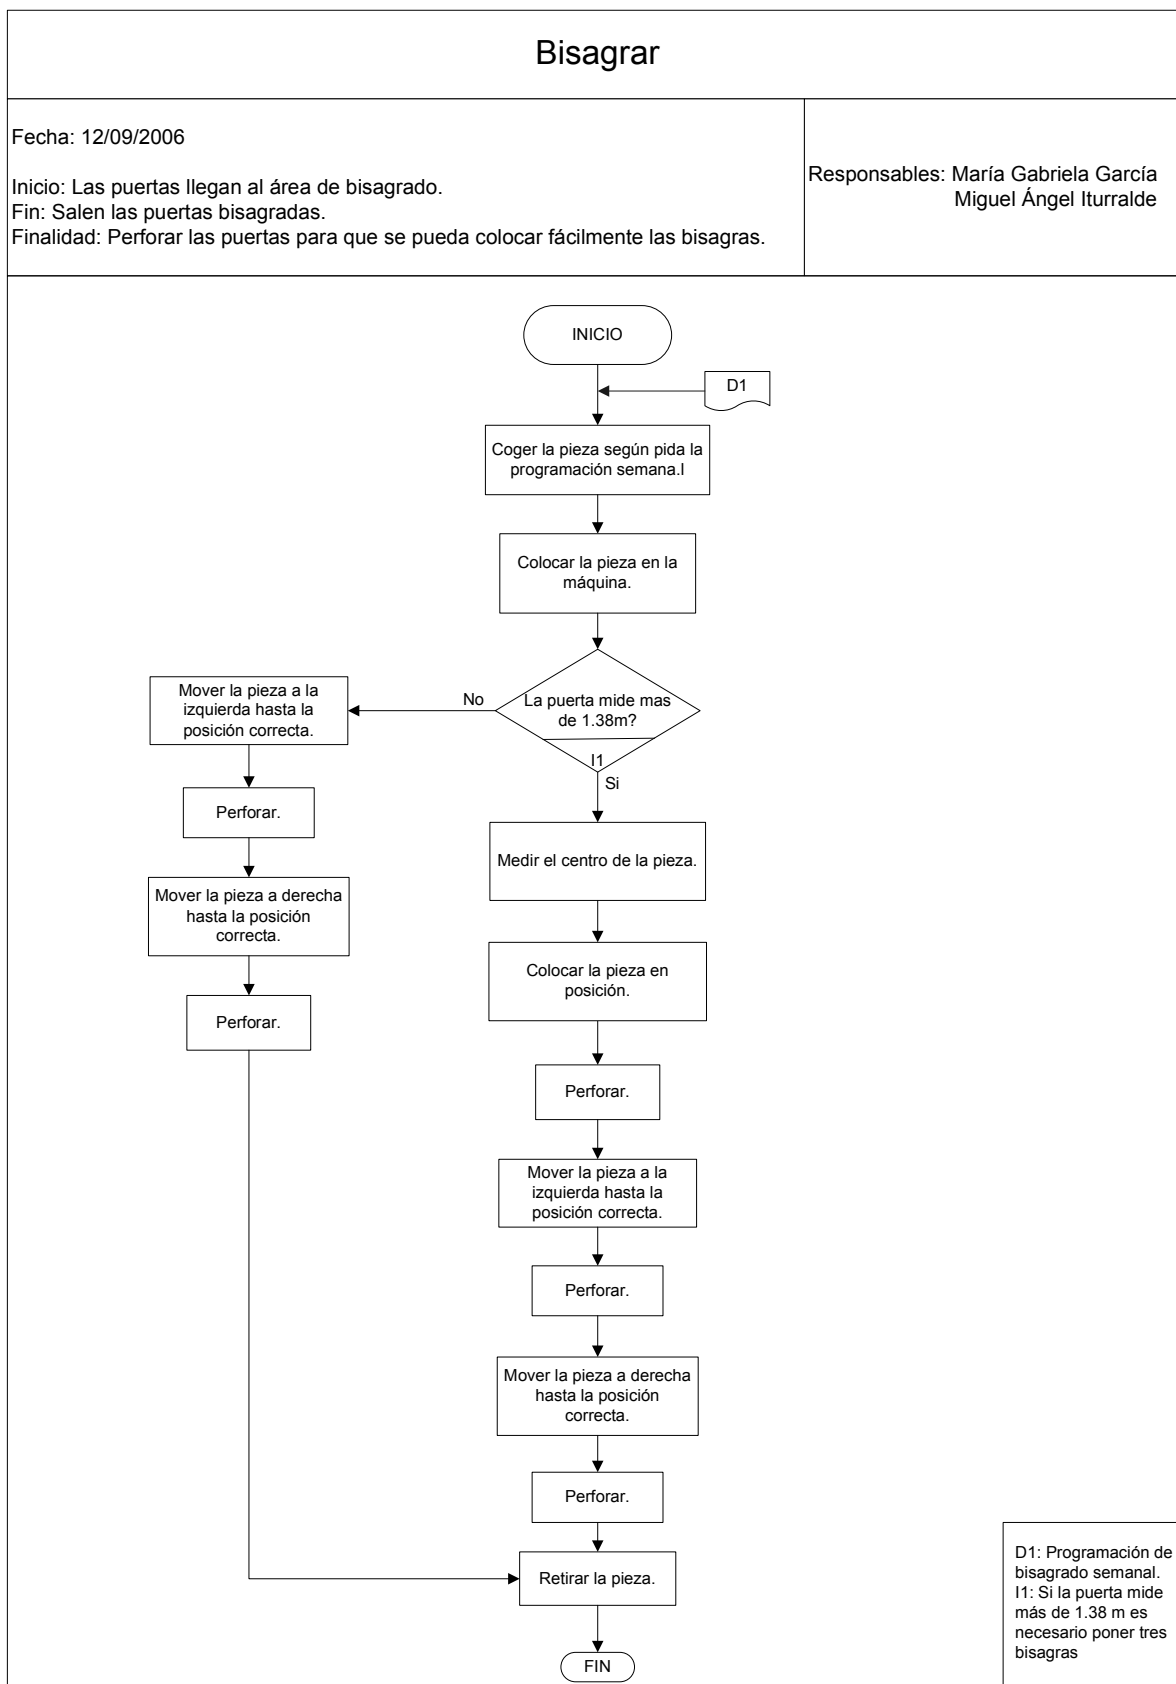 Bisagrar
Fecha: 12/09/2006
Inicio: Las puertas llegan al área de bisagrado.
Fin: Salen las puertas bisagradas.
Finalidad: Perforar las puertas para que se pueda colocar fácilmente las bisagras.
Responsables: María Gabriela García
Miguel Ángel Iturralde
INICIO
D1
Coger la pieza según pida la
programación semana.l
Colocar la pieza en la
máquina.
La puerta mide mas
de 1.38m?
I1
No
Si
Mover la pieza a la
izquierda hasta la
posición correcta.
Perforar.
Mover la pieza a derecha
hasta la posición
correcta.
Perforar.
Medir el centro de la pieza.
Colocar la pieza en
posición.
Perforar.
Mover la pieza a la
izquierda hasta la
posición correcta.
Perforar.
Mover la pieza a derecha
hasta la posición
correcta.
Perforar.
Retirar la pieza.
FIN
D1: Programación de
bisagrado semanal.
I1: Si la puerta mide
más de 1.38 m es
necesario poner tres
bisagras